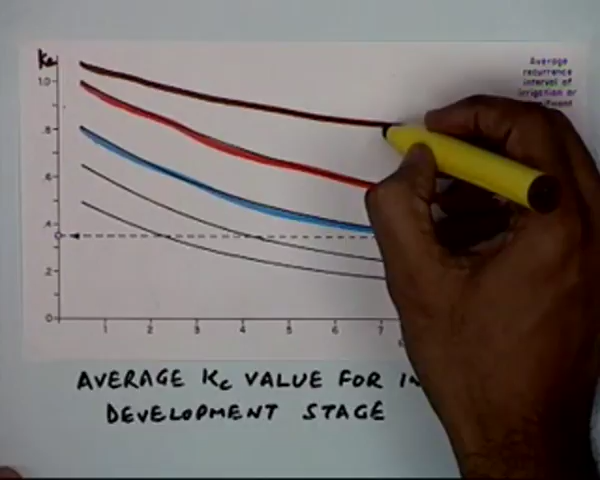 Kc
Average
recurrence
interval of
irrigation or
1.0
.8
.6
.4
.2
0
1 2 3 4 5 6 7
AVERAGE Kc VALUE FOR IN
DEVELOPMENT STAGE